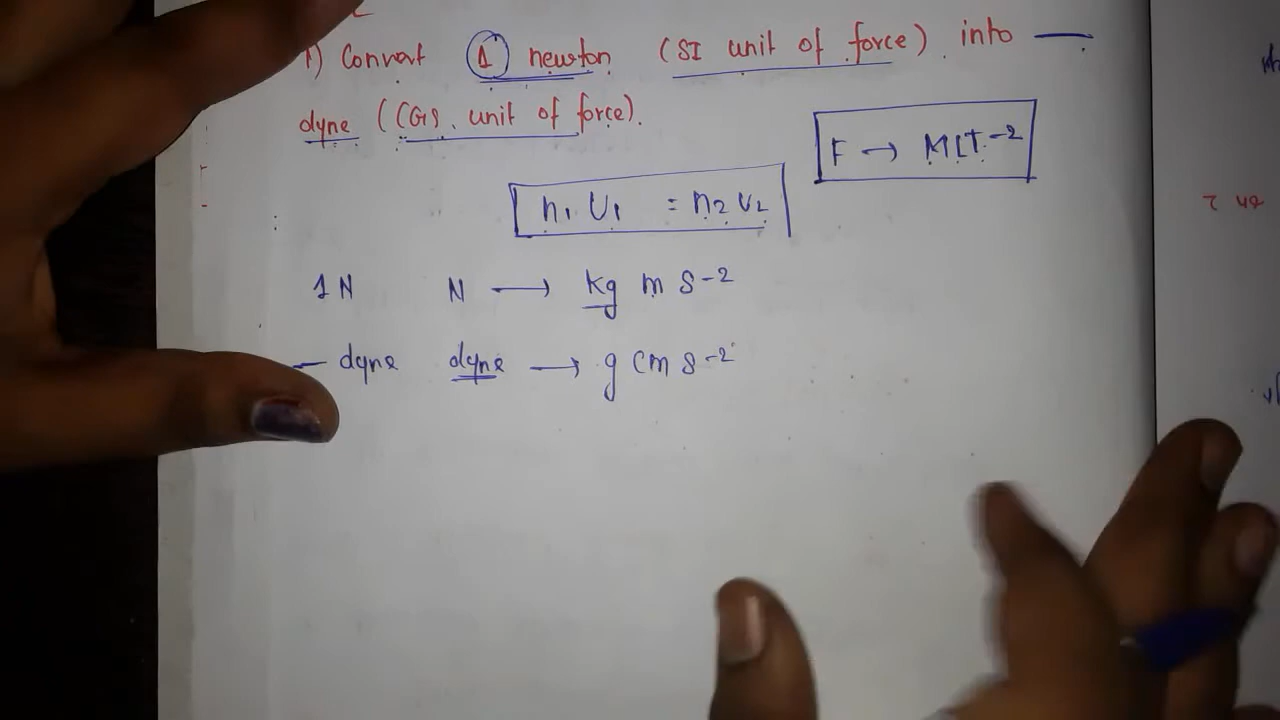 1) Convert 1 newton (SI unit of force) into —
dyne (CGS unit of force).
F → MLT-2
n1 U1 = n2 U2
1 N N → kg m s-2
— dyne dyne → g cm s-2